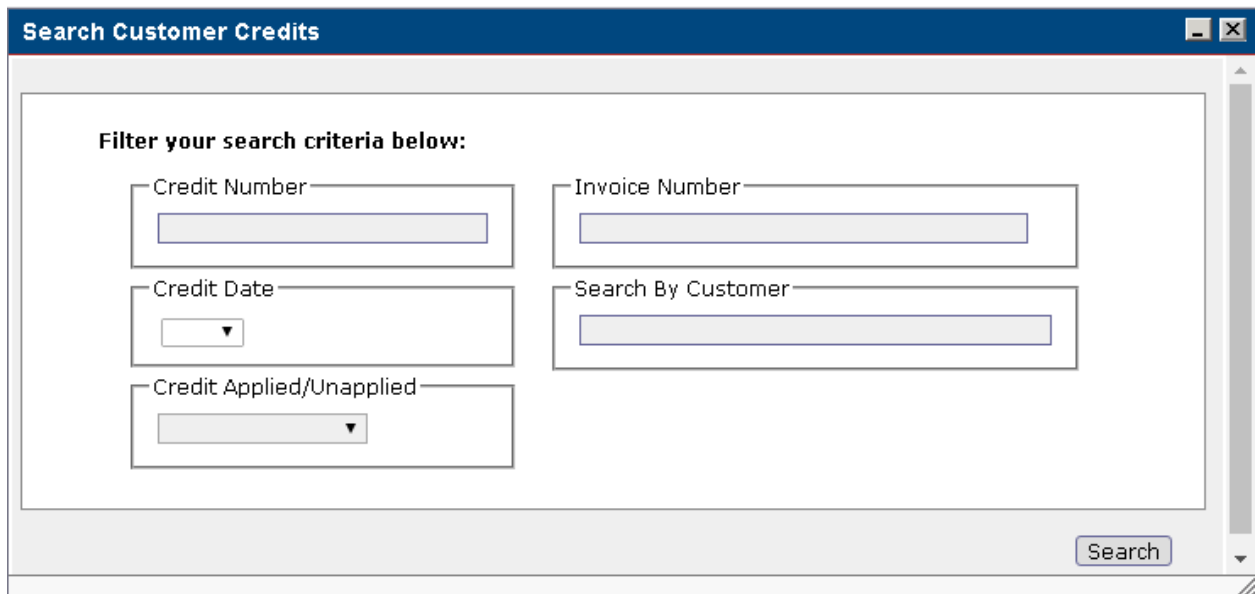 Search Customer Credits
Filter your search criteria below:
Credit Number
Invoice Number
Credit Date
Search By Customer
Credit Applied/Unapplied
Search